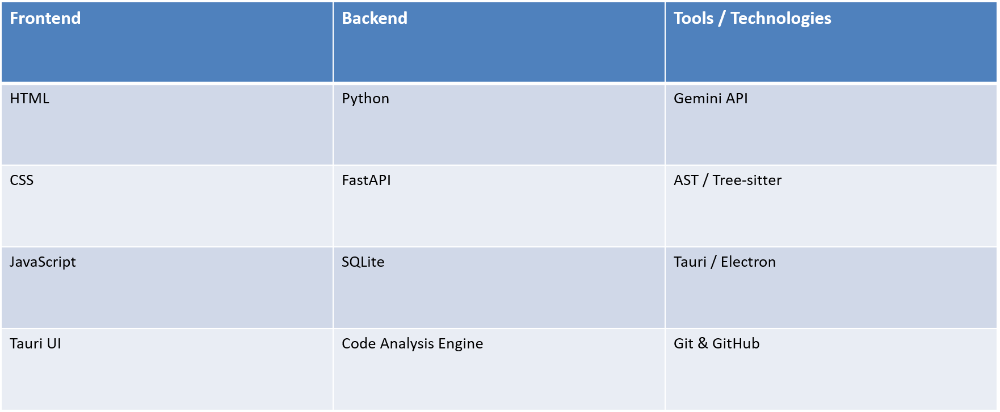 Frontend
Backend
Tools / Technologies
HTML
Python
Gemini API
CSS
FastAPI
AST / Tree-sitter
JavaScript
SQLite
Tauri / Electron
Tauri UI
Code Analysis Engine
Git & GitHub